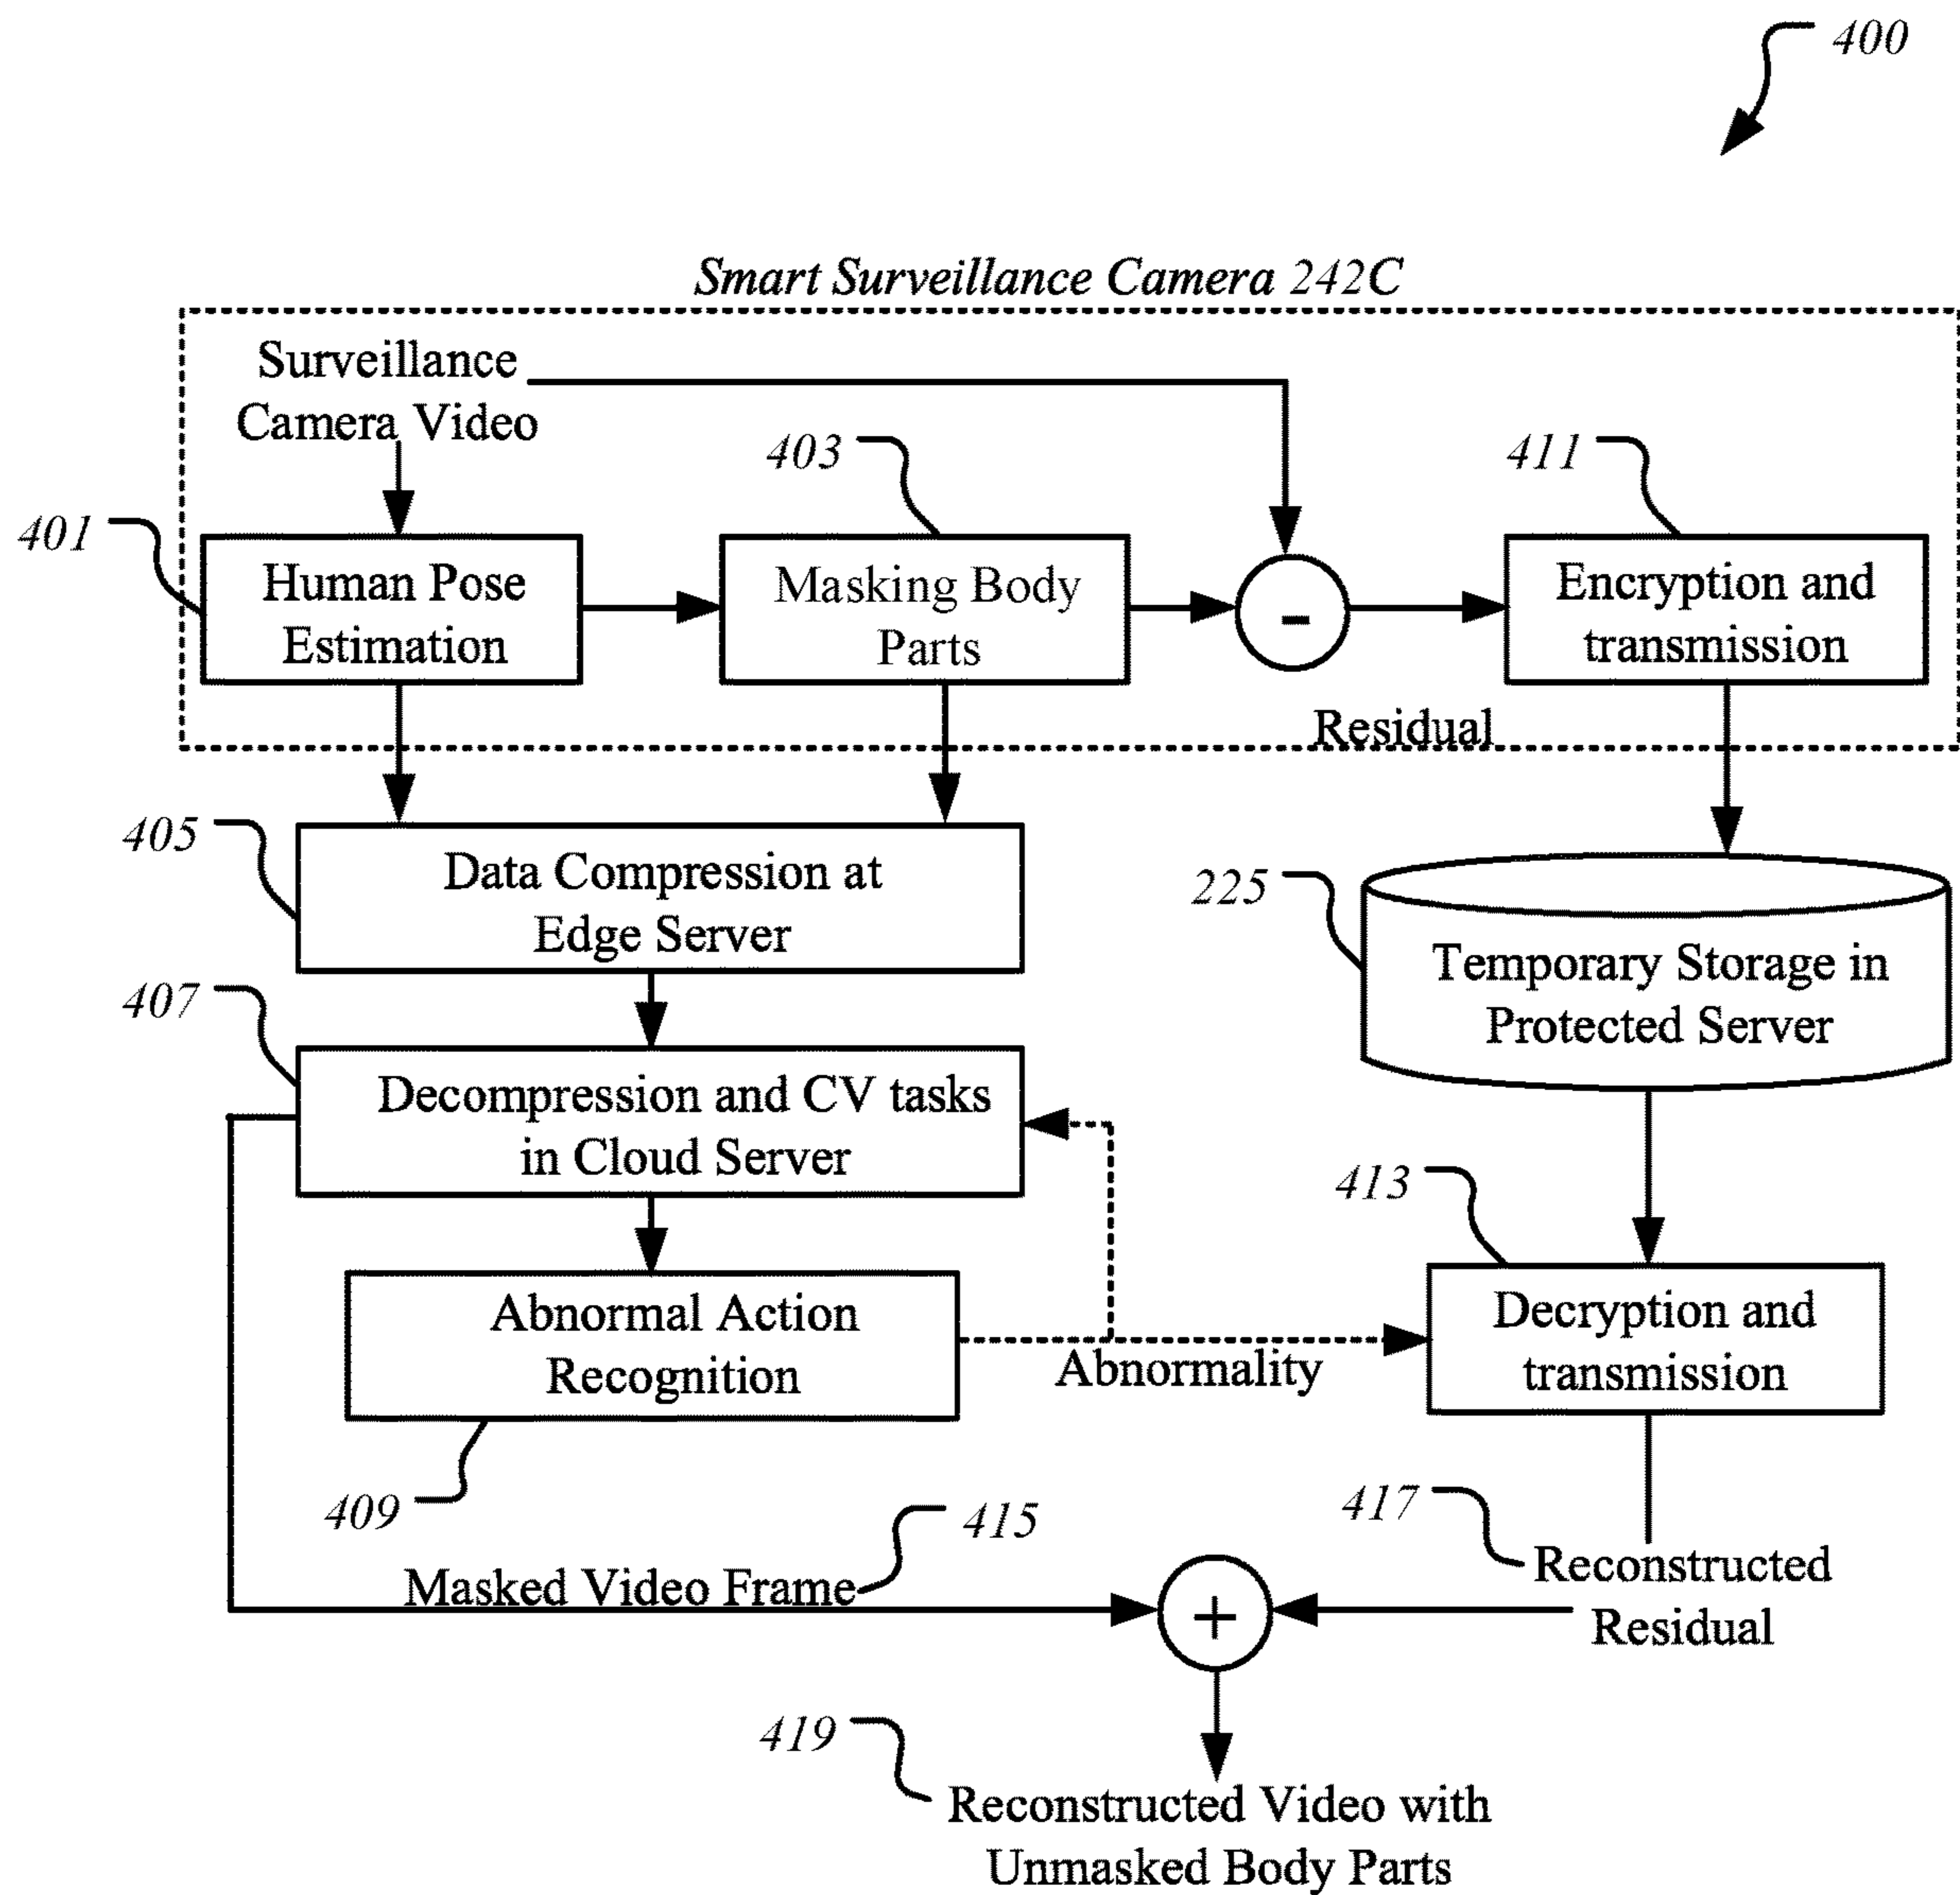 400
Smart Surveillance Camera 242C
Surveillance
Camera Video
403
411
401
Human Pose
Estimation
Masking Body
Parts
-
Encryption and
transmission
Residual
405
Data Compression at
Edge Server
225
Temporary Storage in
Protected Server
407
Decompression and CV tasks
in Cloud Server
413
Abnormal Action
Recognition
Abnormality
Decryption and
transmission
409
415
417
Masked Video Frame
+
Reconstructed
Residual
419
Reconstructed Video with
Unmasked Body Parts